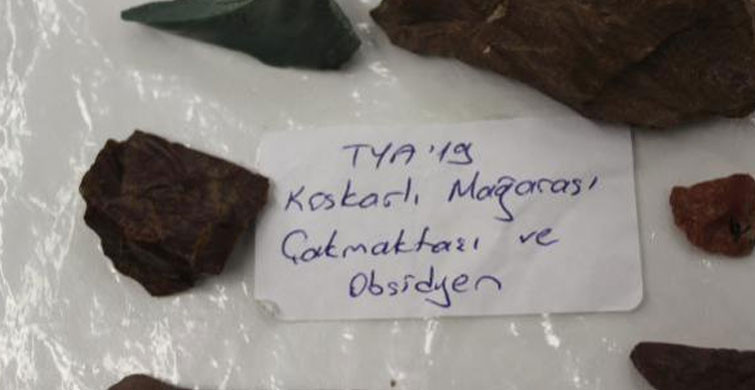 TYA '19
Koskarlı Mağarası
Çakmaktaşı ve
Obsidyen